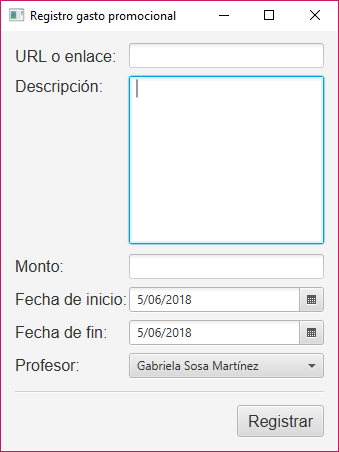 Registro gasto promocional
URL o enlace:
Descripción:
Monto:
Fecha de inicio: 5/06/2018
Fecha de fin: 5/06/2018
Profesor: Gabriela Sosa Martínez
Registrar